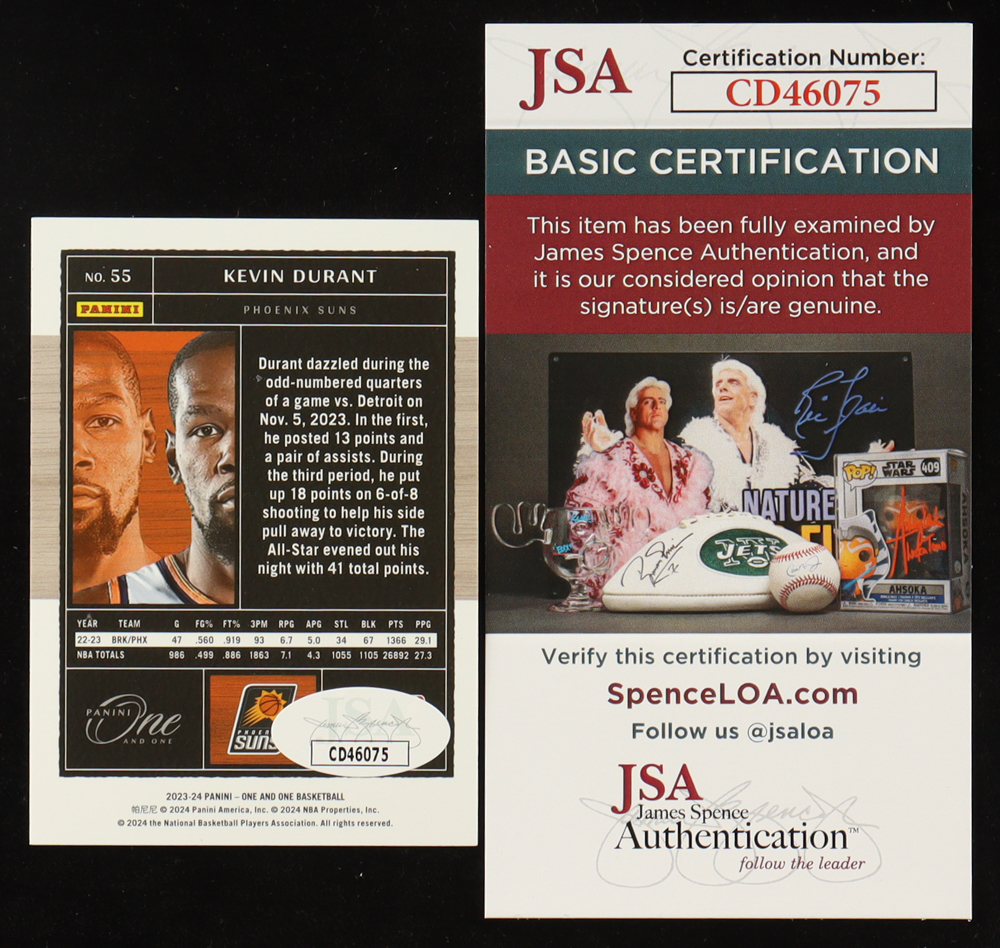 NO. 55
KEVIN DURANT
PANINI
PHOENIX SUNS
Durant dazzled during the
odd-numbered quarters
of a game vs. Detroit on
Nov. 5, 2023. In the first,
he posted 13 points and
a pair of assists. During
the third period, he put
up 18 points on 6-of-8
shooting to help his side
pull away to victory. The
All-Star evened out his
night with 41 total points.
YEAR TEAM G FG% FT% 3PM RPG APG STL BLK PTS PPG
22-23 BRK/PHX 47 .560 .919 93 6.7 5.0 34 67 1366 29.1
NBA TOTALS 986 .499 .886 1863 7.1 4.3 1055 1105 26892 27.3
PANINI
One
AND ONE
SUNS
JSA
CD46075
2023-24 PANINI – ONE AND ONE BASKETBALL
帕尼尼 © 2024 Panini America, Inc. © 2024 NBA Properties, Inc.
© 2024 the National Basketball Players Association. All rights reserved.
JSA
Certification Number:
CD46075
BASIC CERTIFICATION
This item has been fully examined by
James Spence Authentication, and
it is our considered opinion that the
signature(s) is/are genuine.
NATURE
POP!
STAR WARS
409
JETS
AHSOKA
Verify this certification by visiting
SpenceLOA.com
Follow us @jsaloa
JSA
James Spence
Authentication™
follow the leader